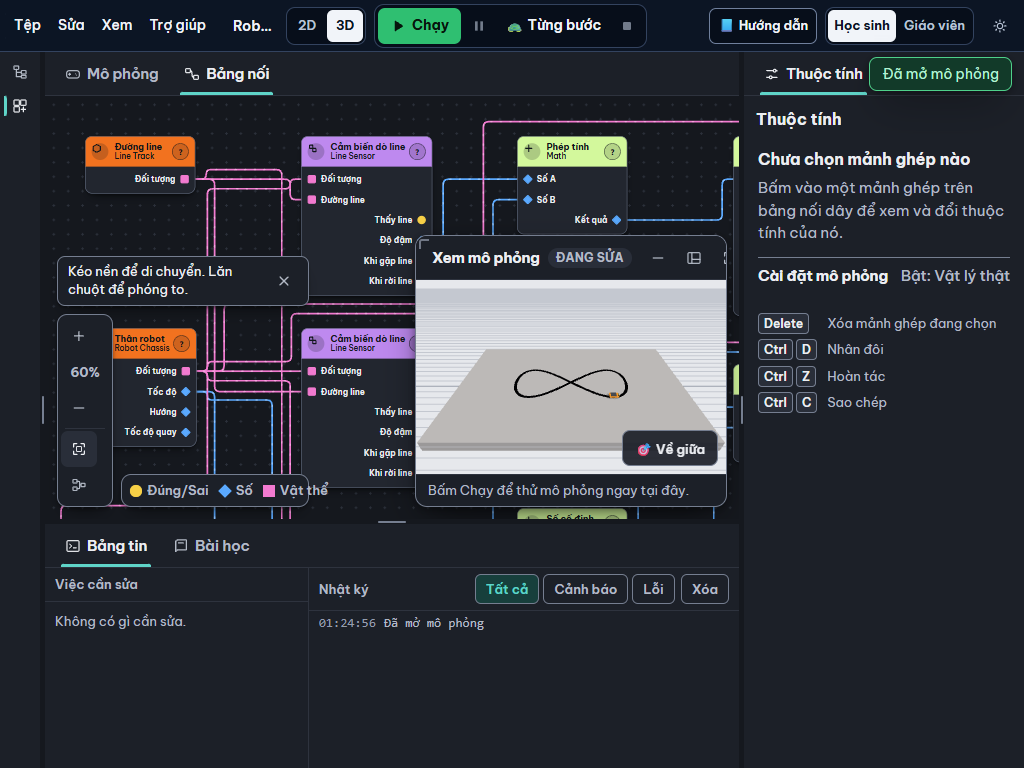 Tệp Sửa Xem Trợ giúp Rob... 2D 3D Chạy Từng bước Hướng dẫn Học sinh Giáo viên
Mô phỏng Bảng nối
Thuộc tính Đã mở mô phỏng
Đường line
Line Track
?
Đối tượng
Cảm biến dò line
Line Sensor
?
Đối tượng
Đường line
Thấy line
Độ đậm
Khi gặp line
Khi rời line
Phép tính
Math
?
Số A
Số B
Kết quả
Kéo nền để di chuyển. Lăn
chuột để phóng to.
60%
Thân robot
Robot Chassis
?
Đối tượng
Tốc độ
Hướng
Tốc độ quay
Cảm biến dò line
Line Sensor
Đối tượng
Đường line
Thấy line
Độ đậm
Khi gặp line
Khi rời line
Đúng/Sai Số Vật thể
Xem mô phỏng ĐANG SỬA
Về giữa
Bấm Chạy để thử mô phỏng ngay tại đây.
Số cố định
Thuộc tính
Chưa chọn mảnh ghép nào
Bấm vào một mảnh ghép trên
bảng nối dây để xem và đổi thuộc
tính của nó.
Cài đặt mô phỏng Bật: Vật lý thật
Delete Xóa mảnh ghép đang chọn
Ctrl D Nhân đôi
Ctrl Z Hoàn tác
Ctrl C Sao chép
Bảng tin Bài học
Việc cần sửa
Không có gì cần sửa.
Nhật ký Tất cả Cảnh báo Lỗi Xóa
01:24:56 Đã mở mô phỏng